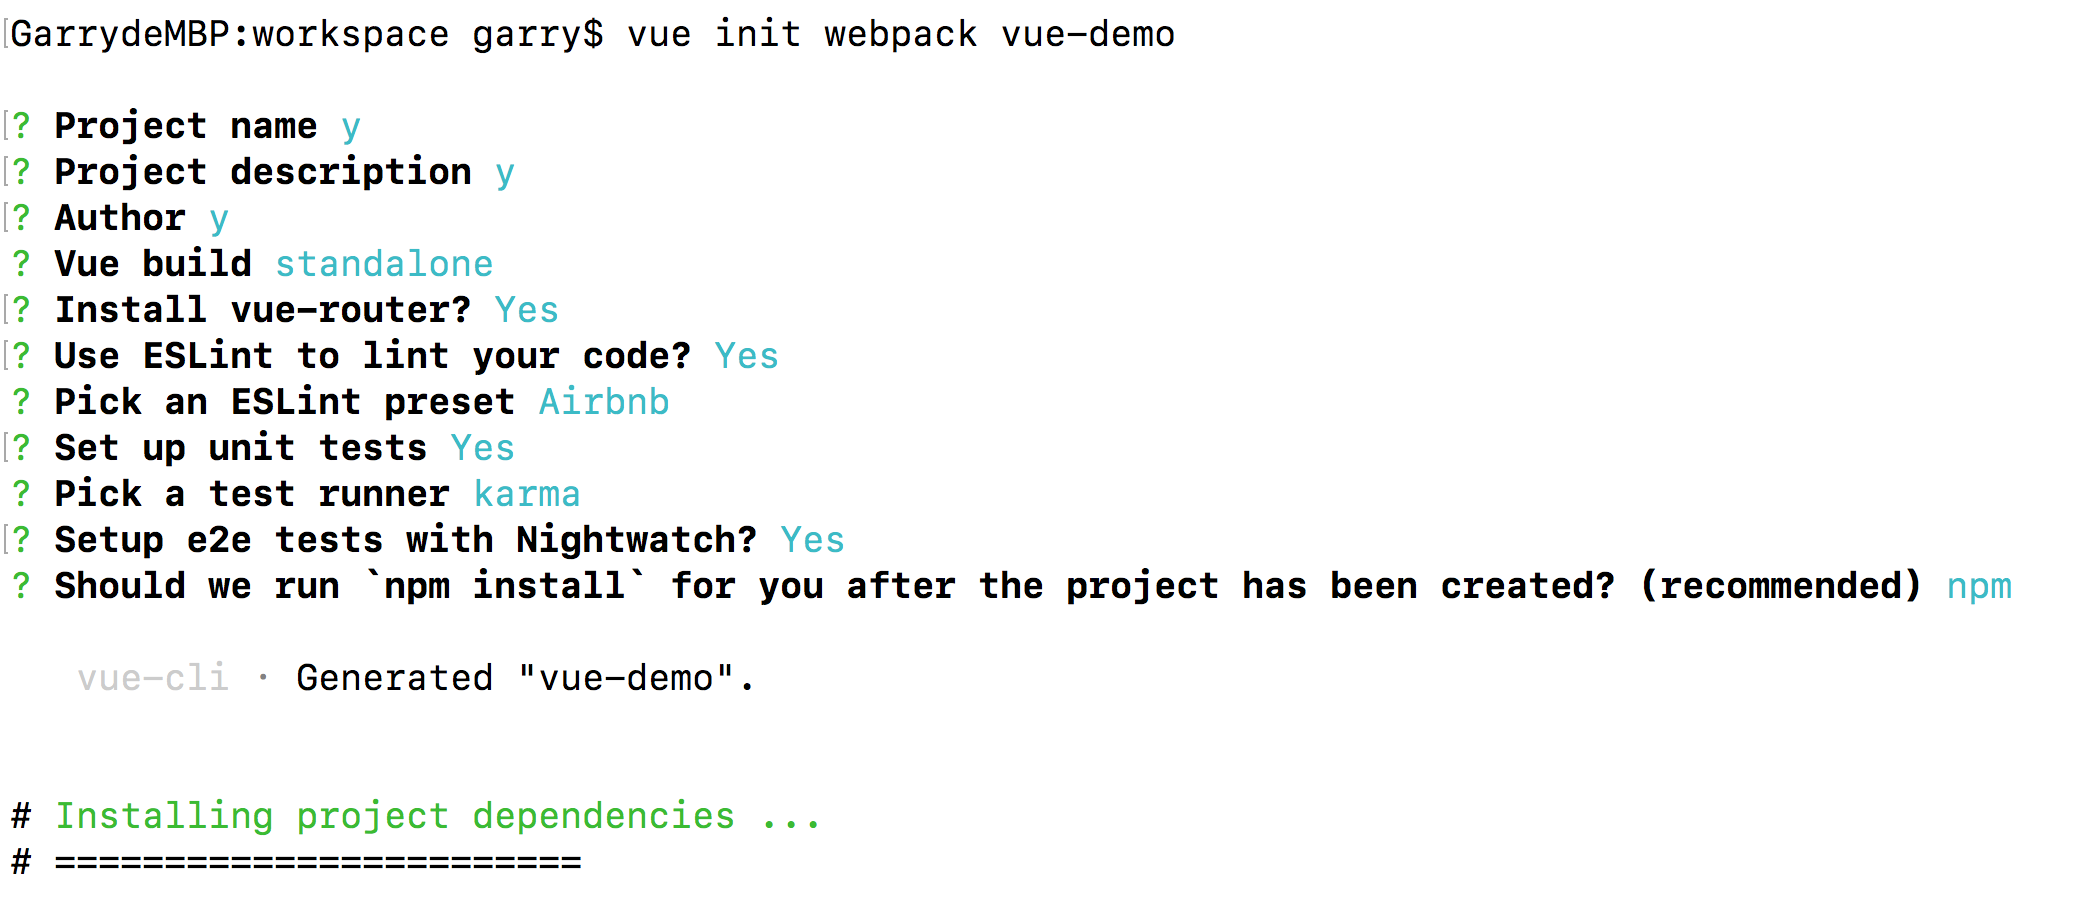 GarrydeMBP:workspace garry$ vue init webpack vue-demo
? Project name y
? Project description y
? Author y
? Vue build standalone
? Install vue-router? Yes
? Use ESLint to lint your code? Yes
? Pick an ESLint preset Airbnb
? Set up unit tests Yes
? Pick a test runner karma
? Setup e2e tests with Nightwatch? Yes
? Should we run `npm install` for you after the project has been created? (recommended) npm
vue-cli · Generated "vue-demo".
# Installing project dependencies ...
# ========================